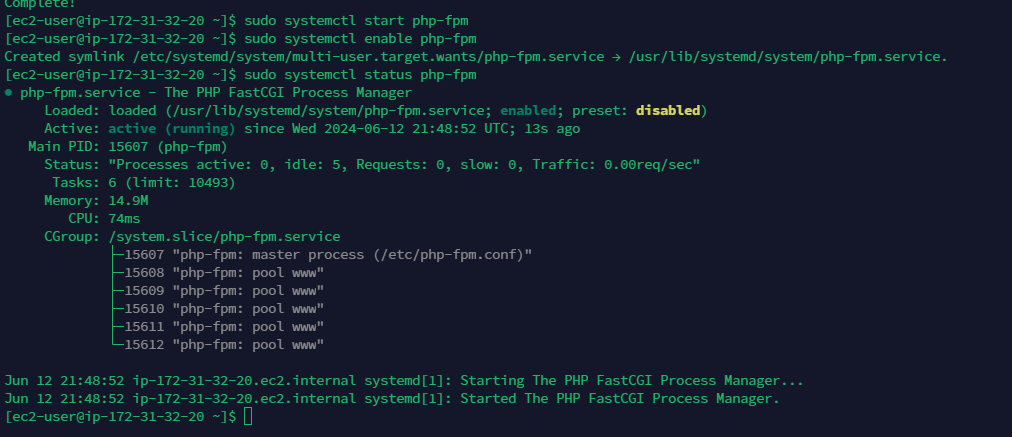 Complete!
[ec2-user@ip-172-31-32-20 ~]$ sudo systemctl start php-fpm
[ec2-user@ip-172-31-32-20 ~]$ sudo systemctl enable php-fpm
Created symlink /etc/systemd/system/multi-user.target.wants/php-fpm.service → /usr/lib/systemd/system/php-fpm.service.
[ec2-user@ip-172-31-32-20 ~]$ sudo systemctl status php-fpm
● php-fpm.service - The PHP FastCGI Process Manager
     Loaded: loaded (/usr/lib/systemd/system/php-fpm.service; enabled; preset: disabled)
     Active: active (running) since Wed 2024-06-12 21:48:52 UTC; 13s ago
   Main PID: 15607 (php-fpm)
     Status: "Processes active: 0, idle: 5, Requests: 0, slow: 0, Traffic: 0.00req/sec"
      Tasks: 6 (limit: 10493)
     Memory: 14.9M
        CPU: 74ms
     CGroup: /system.slice/php-fpm.service
             ├─15607 "php-fpm: master process (/etc/php-fpm.conf)"
             ├─15608 "php-fpm: pool www"
             ├─15609 "php-fpm: pool www"
             ├─15610 "php-fpm: pool www"
             ├─15611 "php-fpm: pool www"
             └─15612 "php-fpm: pool www"

Jun 12 21:48:52 ip-172-31-32-20.ec2.internal systemd[1]: Starting The PHP FastCGI Process Manager...
Jun 12 21:48:52 ip-172-31-32-20.ec2.internal systemd[1]: Started The PHP FastCGI Process Manager.
[ec2-user@ip-172-31-32-20 ~]$